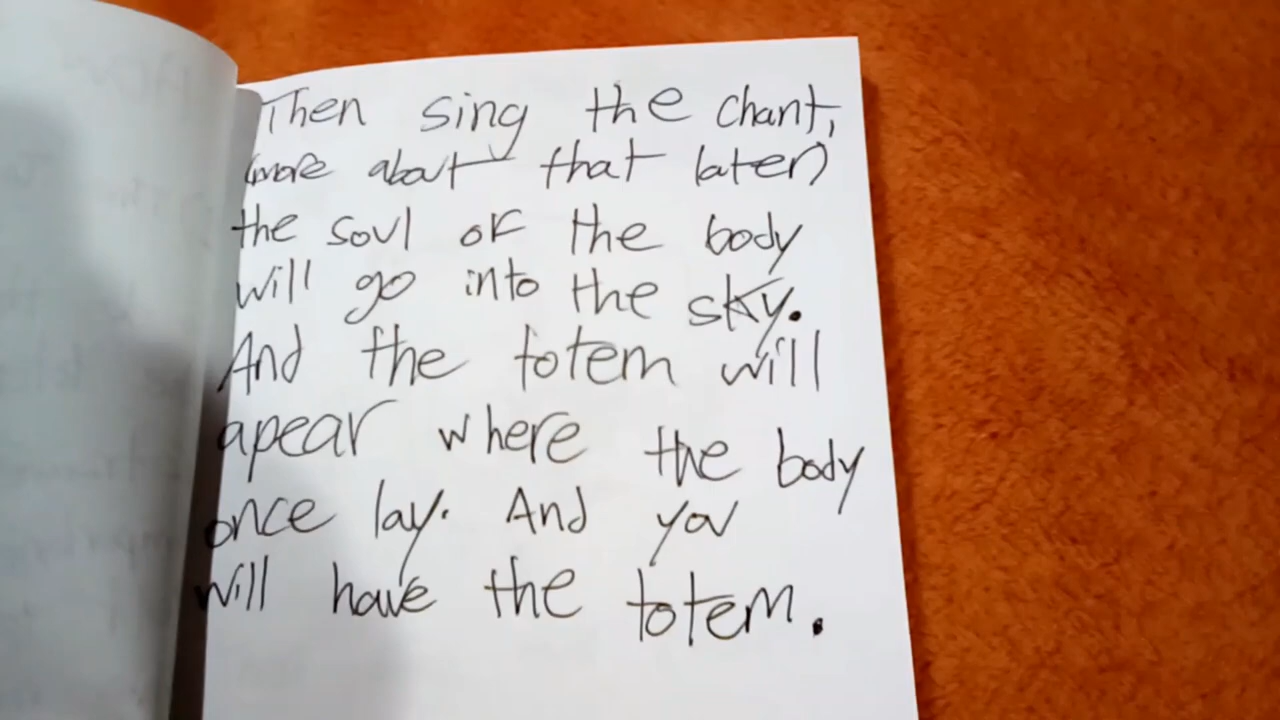 Then sing the chant,
(more about that later)
the soul of the body
will go into the sky.
And the totem will
apear where the body
once lay. And you
will have the totem.